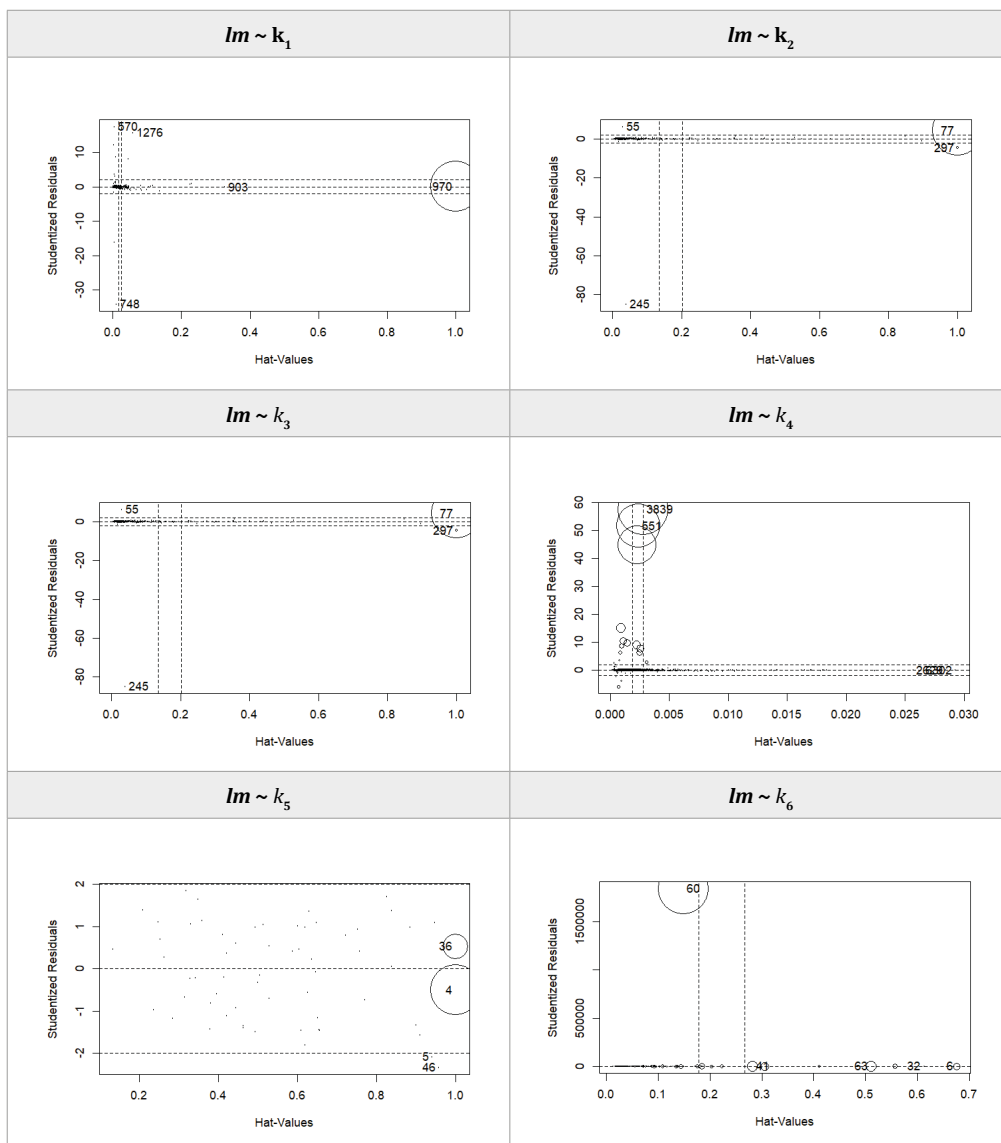 lm ~ k₁
lm ~ k₂
570
1276
903
970
748
10
0
-10
-20
-30
Studentized Residuals
0.0 0.2 0.4 0.6 0.8 1.0
Hat-Values
55
77
297
245
0
-20
-40
-60
-80
Studentized Residuals
0.0 0.2 0.4 0.6 0.8 1.0
Hat-Values
lm ~ k₃
lm ~ k₄
55
77
297
245
0
-20
-40
-60
-80
Studentized Residuals
0.0 0.2 0.4 0.6 0.8 1.0
Hat-Values
3839
551
60
50
40
30
20
10
0
Studentized Residuals
0.000 0.005 0.010 0.015 0.020 0.025 0.030
Hat-Values
lm ~ k₅
lm ~ k₆
36
4
5
46
2
1
0
-1
-2
Studentized Residuals
0.2 0.4 0.6 0.8 1.0
Hat-Values
60
41
63
32
6
1500000
500000
0
Studentized Residuals
0.0 0.1 0.2 0.3 0.4 0.5 0.6 0.7
Hat-Values